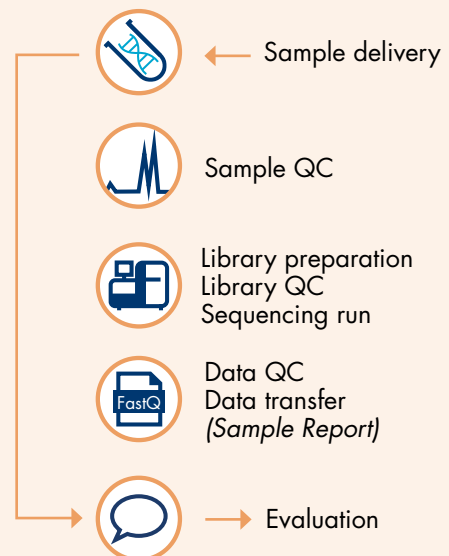 Sample delivery
Sample QC
Library preparation
Library QC
Sequencing run
FastQ
Data QC
Data transfer
(Sample Report)
Evaluation